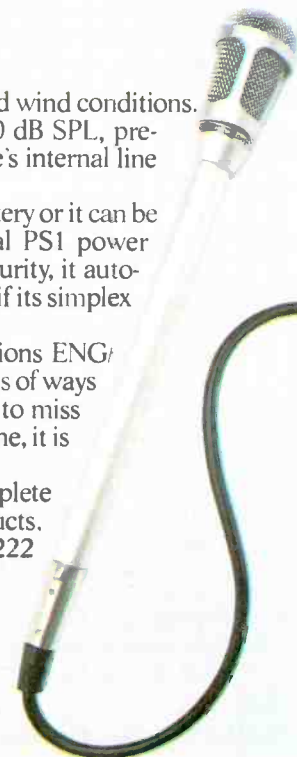 d wind conditions.
0 dB SPL, pre-
e's internal line
tery or it can be
al PS1 power
urity, it auto-
if its simplex
ions ENG/
s of ways
to miss
ne, it is
plete
ucts,
222